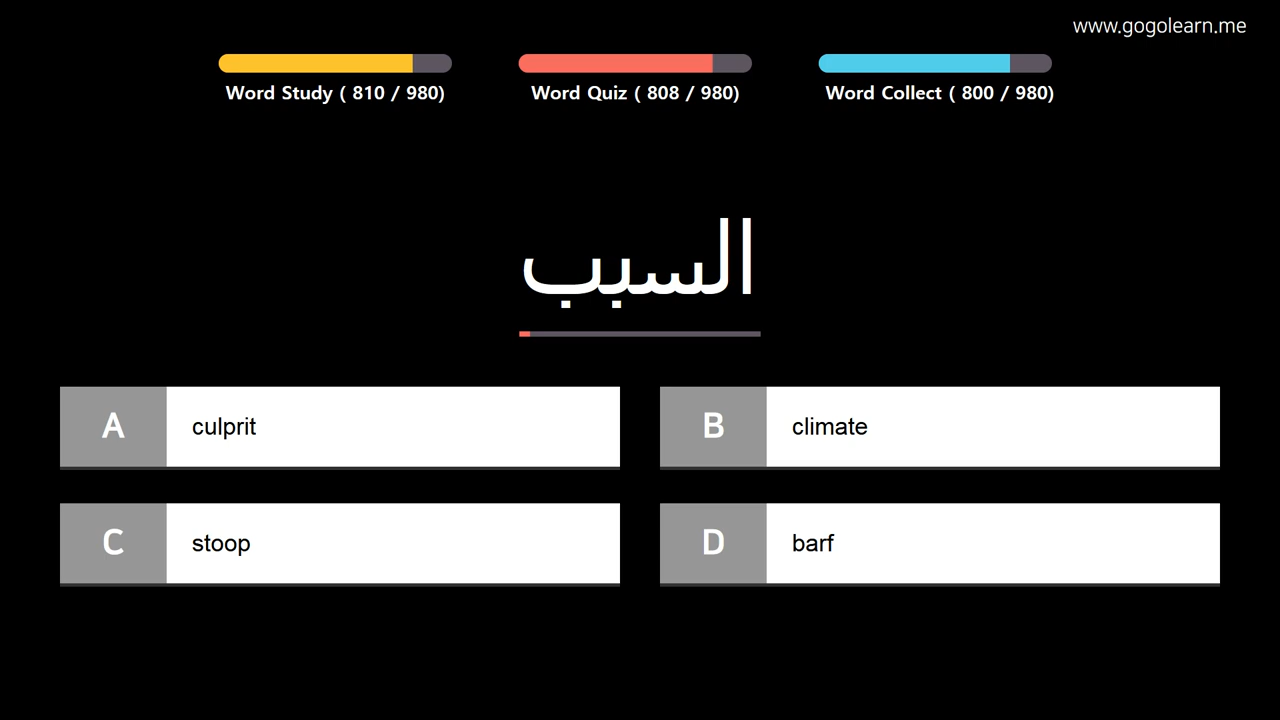 www.gogolearn.me
Word Study ( 810 / 980)
Word Quiz ( 808 / 980)
Word Collect ( 800 / 980)
السبب
A culprit
B climate
C stoop
D barf